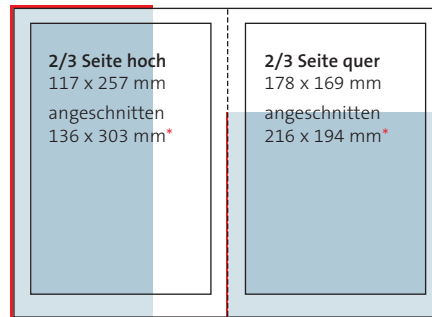 2/3 Seite hoch
117 x 257 mm
angeschnitten
136 x 303 mm*
2/3 Seite quer
178 x 169 mm
angeschnitten
216 x 194 mm*